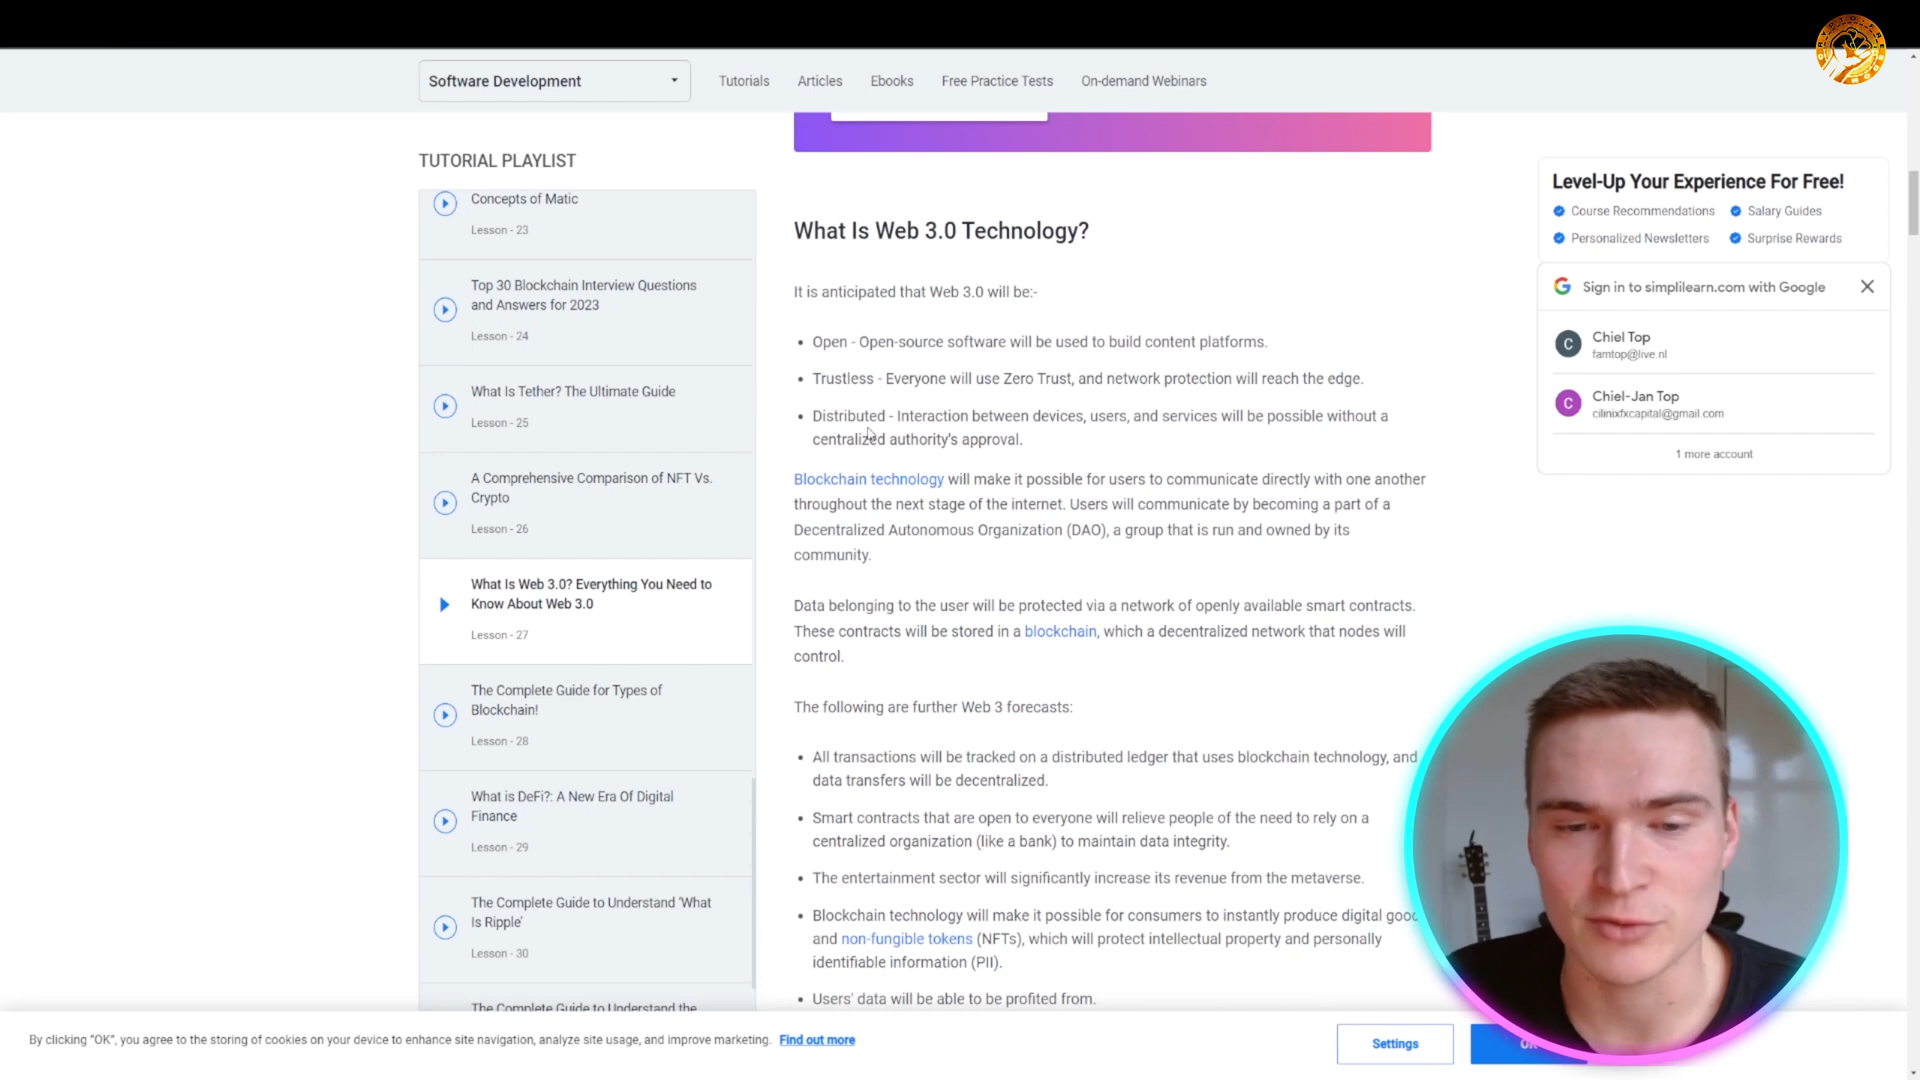 Software Development
Tutorials
Articles
Ebooks
Free Practice Tests
On-demand Webinars
TUTORIAL PLAYLIST
Concepts of Matic
Lesson - 23
Top 30 Blockchain Interview Questions
and Answers for 2023
Lesson - 24
What Is Tether? The Ultimate Guide
Lesson - 25
A Comprehensive Comparison of NFT Vs.
Crypto
Lesson - 26
What Is Web 3.0? Everything You Need to
Know About Web 3.0
Lesson - 27
The Complete Guide for Types of
Blockchain!
Lesson - 28
What is DeFi?: A New Era Of Digital
Finance
Lesson - 29
The Complete Guide to Understand 'What
Is Ripple'
Lesson - 30
The Complete Guide to Understand the
What Is Web 3.0 Technology?
It is anticipated that Web 3.0 will be:-
• Open - Open-source software will be used to build content platforms.
• Trustless - Everyone will use Zero Trust, and network protection will reach the edge.
• Distributed - Interaction between devices, users, and services will be possible without a
centralized authority's approval.
Blockchain technology will make it possible for users to communicate directly with one another
throughout the next stage of the internet. Users will communicate by becoming a part of a
Decentralized Autonomous Organization (DAO), a group that is run and owned by its
community.
Data belonging to the user will be protected via a network of openly available smart contracts.
These contracts will be stored in a blockchain, which a decentralized network that nodes will
control.
The following are further Web 3 forecasts:
• All transactions will be tracked on a distributed ledger that uses blockchain technology, and
data transfers will be decentralized.
• Smart contracts that are open to everyone will relieve people of the need to rely on a
centralized organization (like a bank) to maintain data integrity.
• The entertainment sector will significantly increase its revenue from the metaverse.
• Blockchain technology will make it possible for consumers to instantly produce digital
and non-fungible tokens (NFTs), which will protect intellectual property and personally
identifiable information (PII).
• Users' data will be able to be profited from.
Level-Up Your Experience For Free!
Course Recommendations
Salary Guides
Personalized Newsletters
Surprise Rewards
Sign in to simplilearn.com with Google
C
Chiel Top
famtop@live.nl
C
Chiel-Jan Top
cilinixfxcapital@gmail.com
1 more account
By clicking "OK", you agree to the storing of cookies on your device to enhance site navigation, analyze site usage, and improve marketing. Find out more
Settings